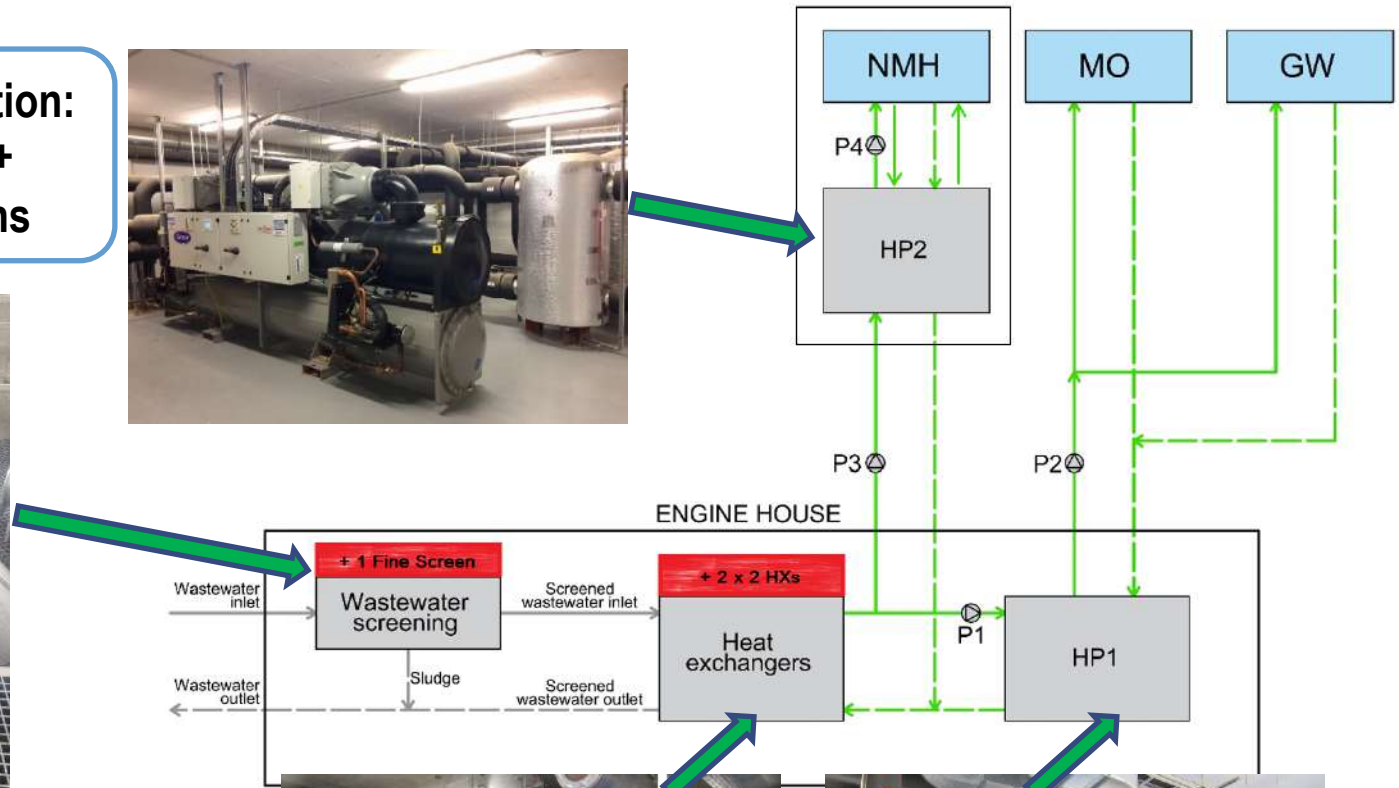 tion:
+
ns
NMH
MO
GW
P4
HP2
P3
P2
ENGINE HOUSE
+ 1 Fine Screen
+ 2 x 2 HXs
Wastewater
inlet
Wastewater
screening
Screened
wastewater inlet
Heat
exchangers
P1
HP1
Sludge
Wastewater
outlet
Screened
wastewater outlet